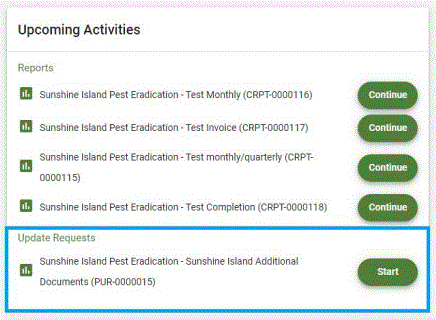 Upcoming Activities
Reports
Sunshine Island Pest Eradication - Test Monthly (CRPT-0000116)
Continue
Sunshine Island Pest Eradication - Test Invoice (CRPT-0000117)
Continue
Sunshine Island Pest Eradication - Test monthly/quarterly (CRPT-
0000115)
Continue
Sunshine Island Pest Eradication - Test Completion (CRPT-0000118)
Continue
Update Requests
Sunshine Island Pest Eradication - Sunshine Island Additional
Documents (PUR-0000015)
Start